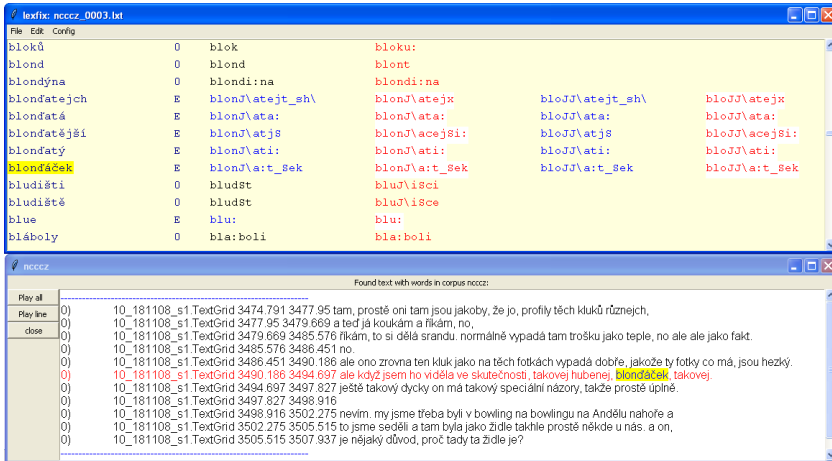 lexfix: ncccz_0003.lxt
File Edit Config
bloků 0 blok bloku:
blond 0 blond blont
blondýna 0 blondi:na blondi:na
blonďatejch E blonJ\atejt_sh\ blonJ\atejx bloJJ\atejt_sh\ bloJJ\atejx
blonďatá E blonJ\ata: blonJ\ata: bloJJ\ata: bloJJ\ata:
blonďatější E blonJ\atjS blonJ\acejSi: bloJJ\atjS bloJJ\acejSi:
blonďatý E blonJ\ati: blonJ\ati: bloJJ\ati: bloJJ\ati:
blonďáček E blonJ\a:t_Sek blonJ\a:t_Sek bloJJ\a:t_Sek bloJJ\a:t_Sek
bludišti 0 bludSt bluJ\iSci
bludiště 0 bludSt bluJ\iSce
blue E blu: blu:
bláboly 0 bla:boli bla:boli
ncccz
Found text with words in corpus ncccz:
Play all
Play line
close
0) 10_181108_s1.TextGrid 3474.791 3477.95 tam, prostě oni tam jsou jakoby, že jo, profily těch kluků různejch,
0) 10_181108_s1.TextGrid 3477.95 3479.669 a teď já koukám a říkám, no,
0) 10_181108_s1.TextGrid 3479.669 3485.576 říkám, to si dělá srandu. normálně vypadá tam trošku jako teple, no ale ale jako fakt.
0) 10_181108_s1.TextGrid 3485.576 3486.451 no.
0) 10_181108_s1.TextGrid 3486.451 3490.186 ale ono zrovna ten kluk jako na těch fotkách vypadá dobře, jakože ty fotky co má, jsou hezký.
0) 10_181108_s1.TextGrid 3490.186 3494.697 ale když jsem ho viděla ve skutečnosti, takovej hubenej, blonďáček, takovej.
0) 10_181108_s1.TextGrid 3494.697 3497.827 ještě takový dycky on má takový speciální názory, takže prostě úplně.
0) 10_181108_s1.TextGrid 3497.827 3498.916
0) 10_181108_s1.TextGrid 3498.916 3502.275 nevím. my jsme třeba byli v bowling na bowlingu na Andělu nahoře a
0) 10_181108_s1.TextGrid 3502.275 3505.515 to jsme seděli a tam byla jako židle takhle prostě někde u nás. a on,
0) 10_181108_s1.TextGrid 3505.515 3507.937 je nějaký důvod, proč tady ta židle je?